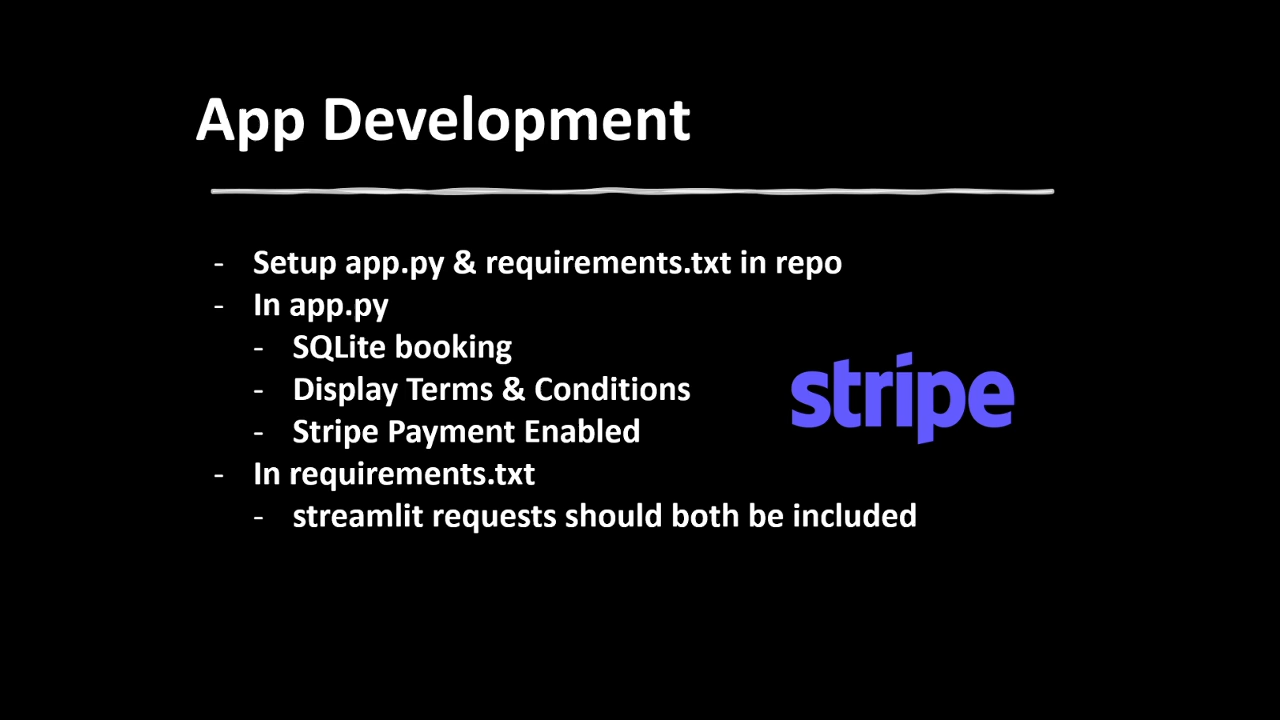 App Development
- Setup app.py & requirements.txt in repo
- In app.py
- SQLite booking
- Display Terms & Conditions
- Stripe Payment Enabled
stripe
- In requirements.txt
- streamlit requests should both be included